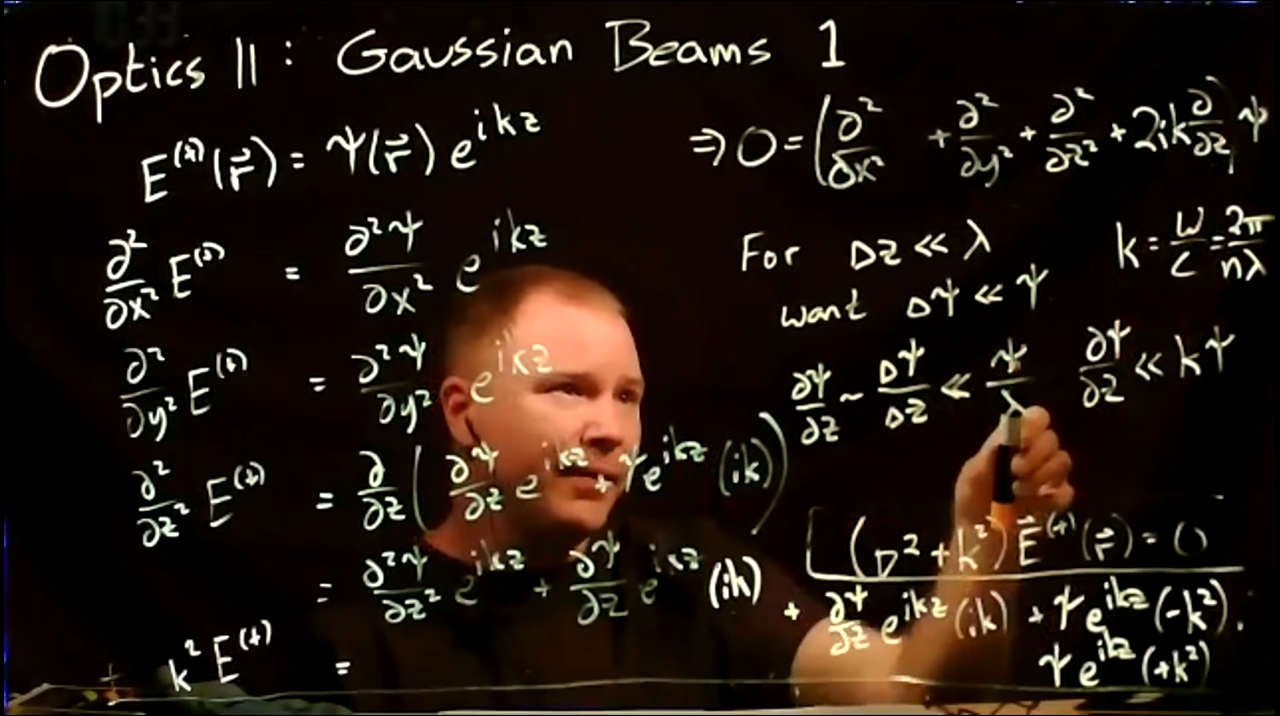 Optics II : Gaussian Beams 1
E⁽⁺⁾(r⃗) = ψ(r⃗) e^{ikz}
∂²/∂x² E⁽⁺⁾ = ∂²ψ/∂x² e^{ikz}
∂²/∂y² E⁽⁺⁾ = ∂²ψ/∂y² e^{ikz}
∂²/∂z² E⁽⁺⁾ = ∂/∂z ( ∂ψ/∂z e^{ikz} + ψ e^{ikz} (ik) )
= ∂²ψ/∂z² e^{ikz} + ∂ψ/∂z e^{ikz} (ik) + ∂ψ/∂z e^{ikz} (ik) + ψ e^{ikz} (-k²).
+ k² E⁽⁺⁾ = ψ e^{ikz} (+k²)
⇒ 0 = ( ∂²/∂x² + ∂²/∂y² + ∂²/∂z² + 2ik ∂/∂z ) ψ
For Δz ≪ λ k = ω/c = 2π/nλ
want Δψ ≪ ψ
∂ψ/∂z ~ Δψ/Δz ≪ ψ/λ ∂ψ/∂z ≪ kψ
(∇² + k²) E⃗⁽⁺⁾(r⃗) = 0